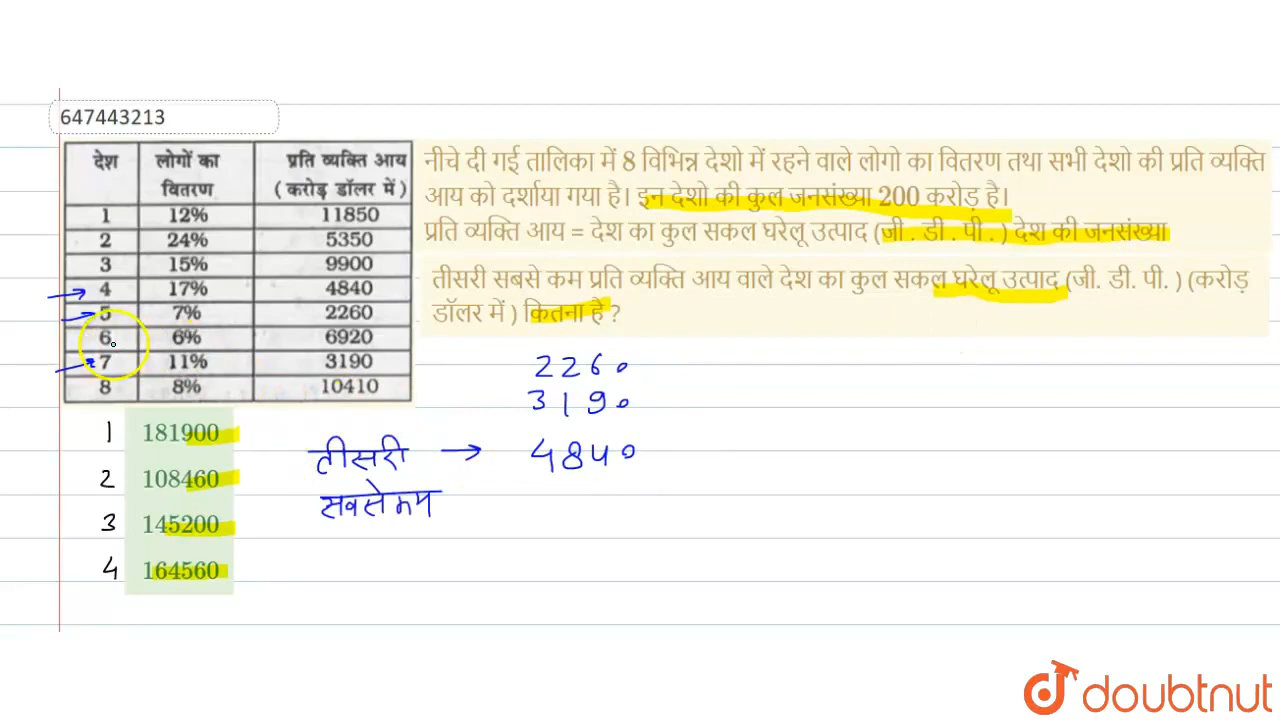 647443213
देश लोगों का वितरण प्रति व्यक्ति आय ( करोड़ डॉलर में )
1 12% 11850
2 24% 5350
3 15% 9900
4 17% 4840
5 7% 2260
6 6% 6920
7 11% 3190
8 8% 10410
नीचे दी गई तालिका में 8 विभिन्न देशो में रहने वाले लोगो का वितरण तथा सभी देशो की प्रति व्यक्ति
आय को दर्शाया गया है। इन देशो की कुल जनसंख्या 200 करोड़ है।
प्रति व्यक्ति आय = देश का कुल सकल घरेलू उत्पाद (जी . डी . पी . ) देश की जनसंख्या
तीसरी सबसे कम प्रति व्यक्ति आय वाले देश का कुल सकल घरेलू उत्पाद (जी. डी. पी. ) (करोड़
डॉलर में ) कितना है ?
2260
3190
तीसरी → 4840
सबसे कम
1 181900
2 108460
3 145200
4 164560
doubtnut